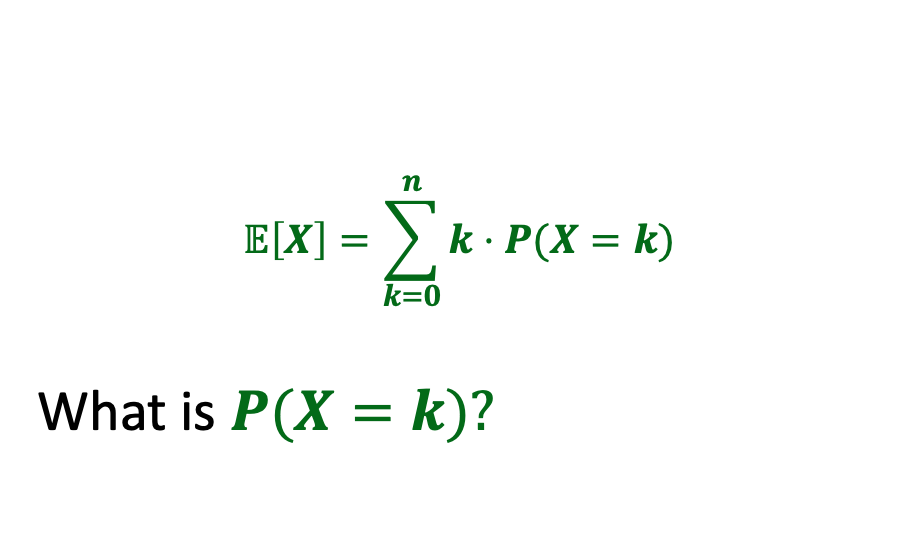 𝔼[X] = ∑_{k=0}^{n} k · P(X = k)
What is P(X = k)?